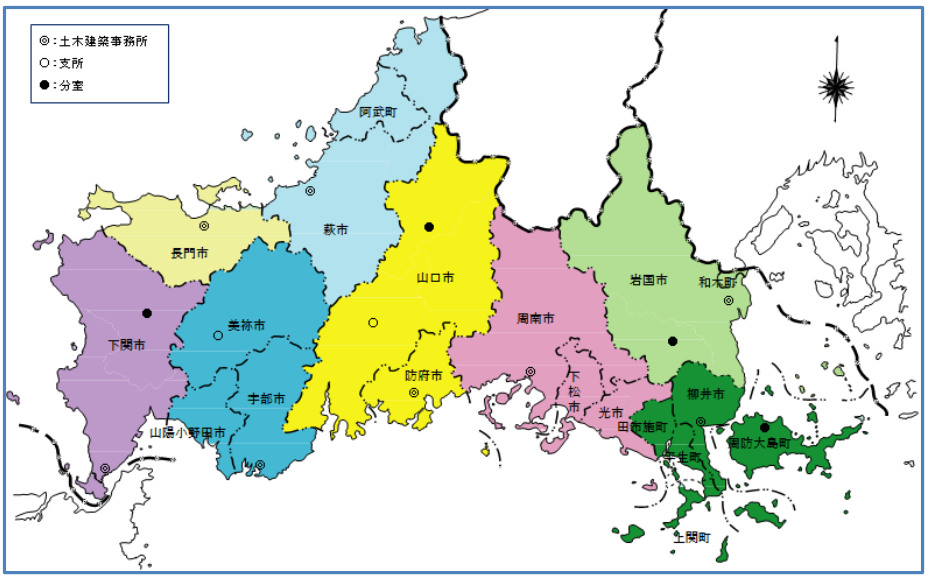 ◎：土木建築事務所
○：支所
●：分室
阿武町
萩市
長門市
山口市
岩国市
和木町
周南市
美祢市
下関市
下松市
防府市
柳井市
宇部市
光市
田布施町
山陽小野田市
周防大島町
平生町
上関町